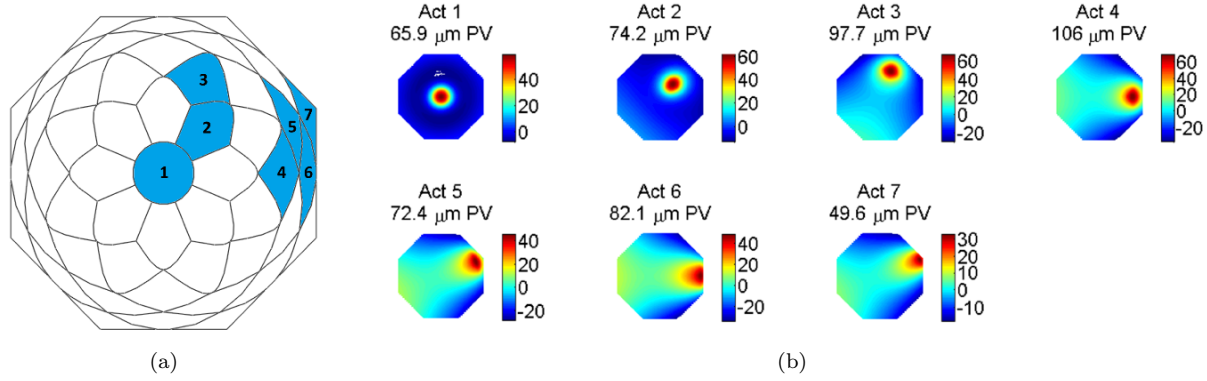 1
2
3
4
5
6
7
(a)
Act 1
65.9 μm PV
40
20
0
Act 2
74.2 μm PV
60
40
20
0
Act 3
97.7 μm PV
60
40
20
0
-20
Act 4
106 μm PV
60
40
20
0
-20
Act 5
72.4 μm PV
40
20
0
-20
Act 6
82.1 μm PV
40
20
0
-20
Act 7
49.6 μm PV
30
20
10
0
-10
(b)